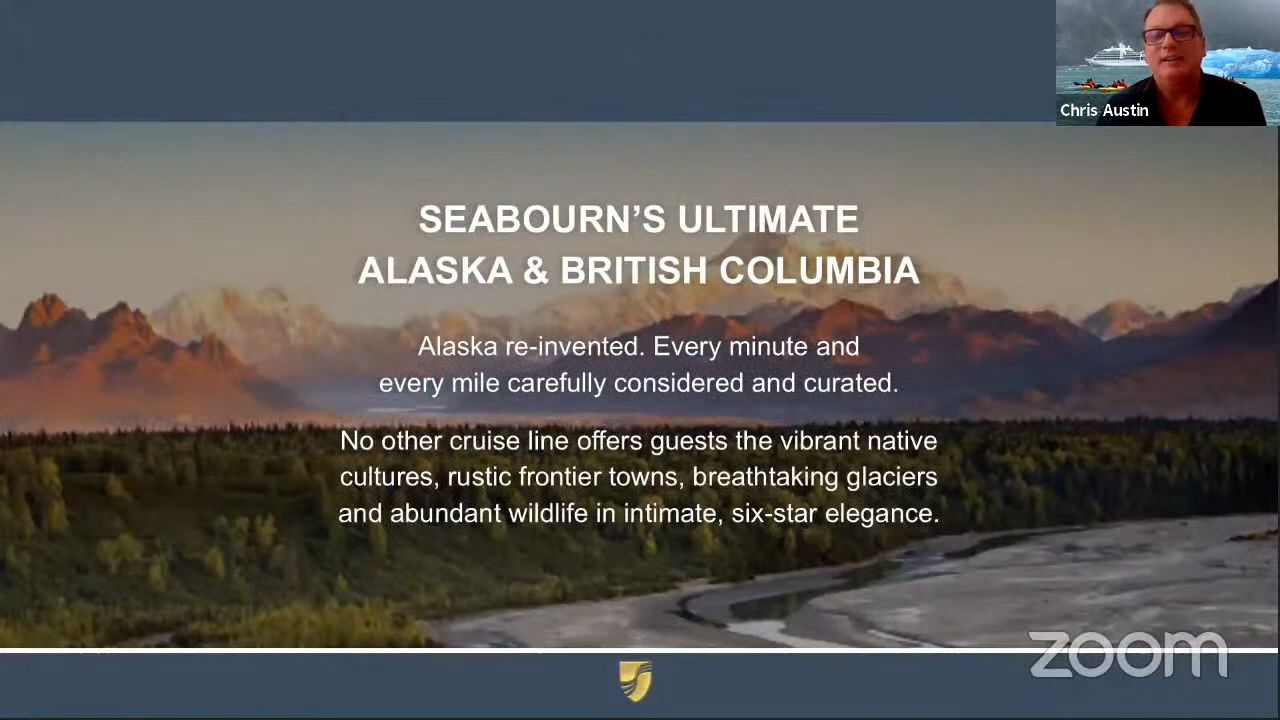 Chris Austin
SEABOURN’S ULTIMATE
ALASKA & BRITISH COLUMBIA
Alaska re-invented. Every minute and
every mile carefully considered and curated.
No other cruise line offers guests the vibrant native
cultures, rustic frontier towns, breathtaking glaciers
and abundant wildlife in intimate, six-star elegance.
zoom